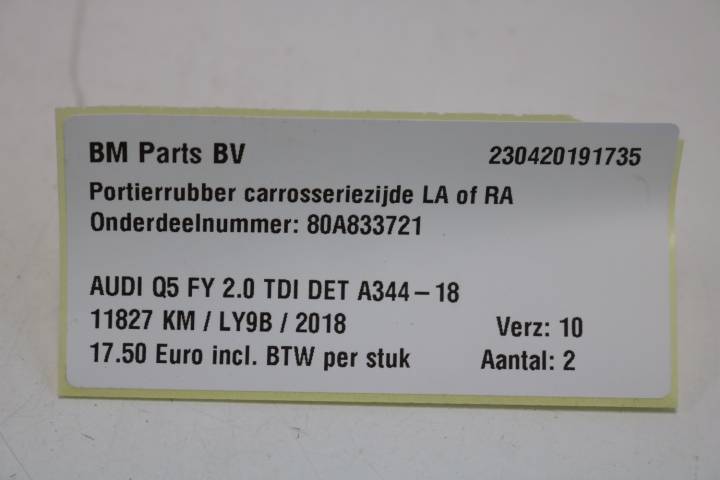 BM Parts BV 230420191735
Portierrubber carrosseriezijde LA of RA
Onderdeelnummer: 80A833721
AUDI Q5 FY 2.0 TDI DET A344-18
11827 KM / LY9B / 2018 Verz: 10
17.50 Euro incl. BTW per stuk Aantal: 2